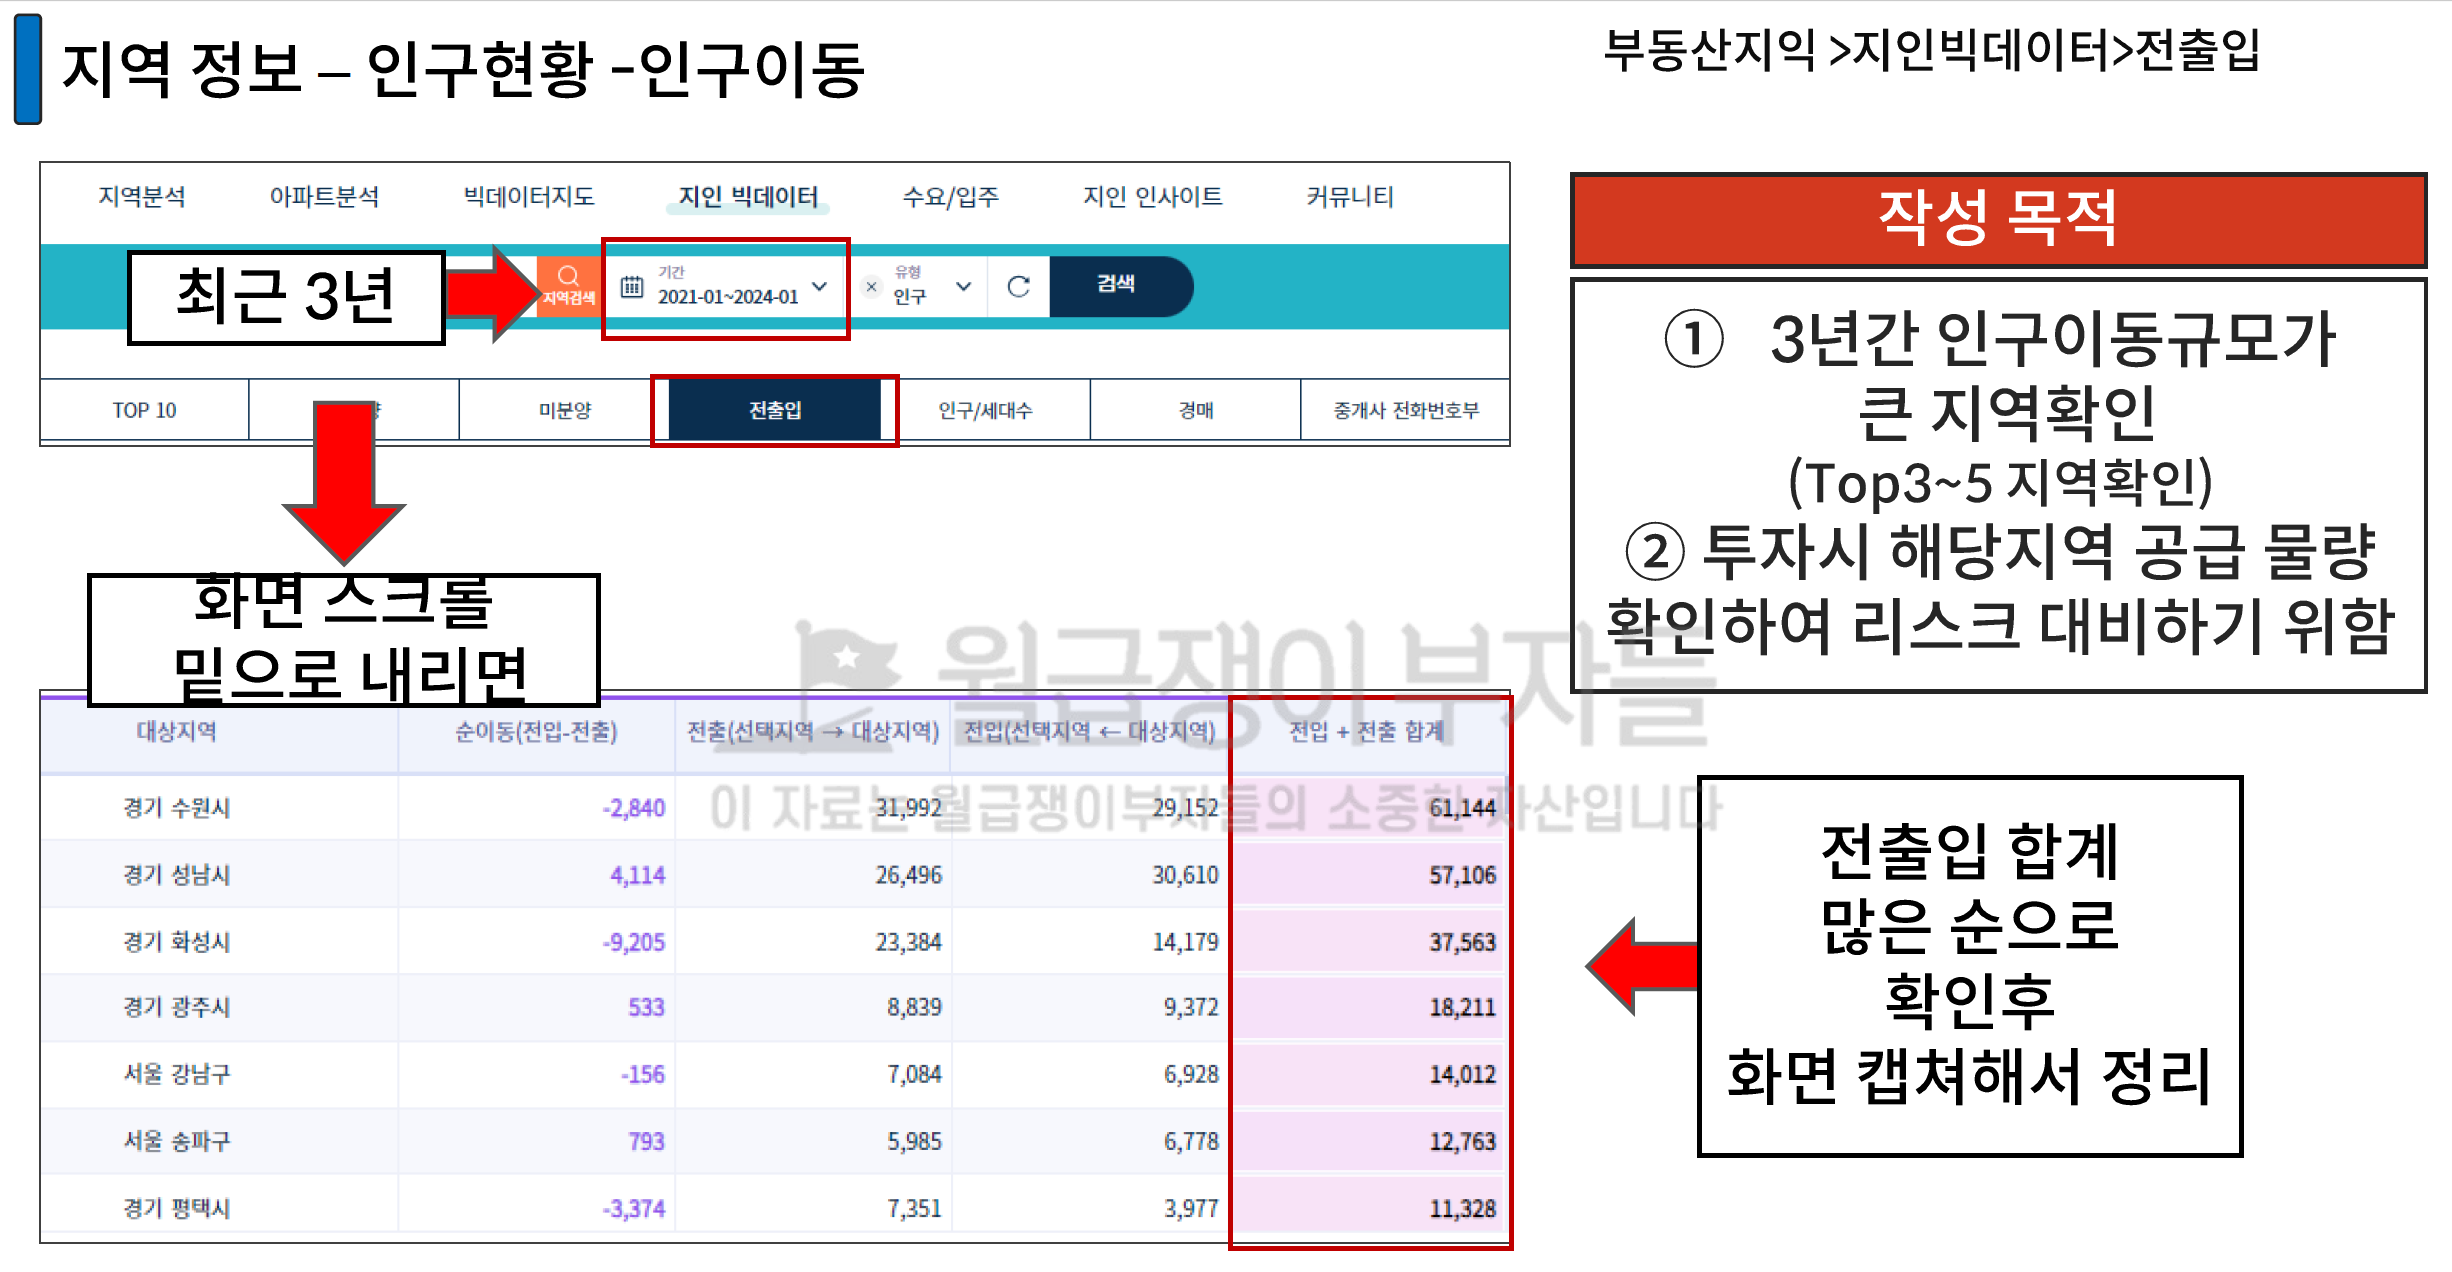 지역 정보 – 인구현황 -인구이동
부동산지익 >지인빅데이터>전출입
지역분석 아파트분석 빅데이터지도 지인 빅데이터 수요/입주 지인 인사이트 커뮤니티
최근 3년
지역검색
기간
2021-01~2024-01
유형
인구
검색
TOP 10 미분양 전출입 인구/세대수 경매 중개사 전화번호부
화면 스크롤
밑으로 내리면
작성 목적
① 3년간 인구이동규모가
큰 지역확인
(Top3~5 지역확인)
② 투자시 해당지역 공급 물량
확인하여 리스크 대비하기 위함
월급쟁이부자들
이 자료는 월급쟁이부자들의 소중한 자산입니다
대상지역 순이동(전입-전출) 전출(선택지역 → 대상지역) 전입(선택지역 ← 대상지역) 전입 + 전출 합계
경기 수원시 -2,840 31,992 29,152 61,144
경기 성남시 4,114 26,496 30,610 57,106
경기 화성시 -9,205 23,384 14,179 37,563
경기 광주시 533 8,839 9,372 18,211
서울 강남구 -156 7,084 6,928 14,012
서울 송파구 793 5,985 6,778 12,763
경기 평택시 -3,374 7,351 3,977 11,328
전출입 합계
많은 순으로
확인후
화면 캡쳐해서 정리